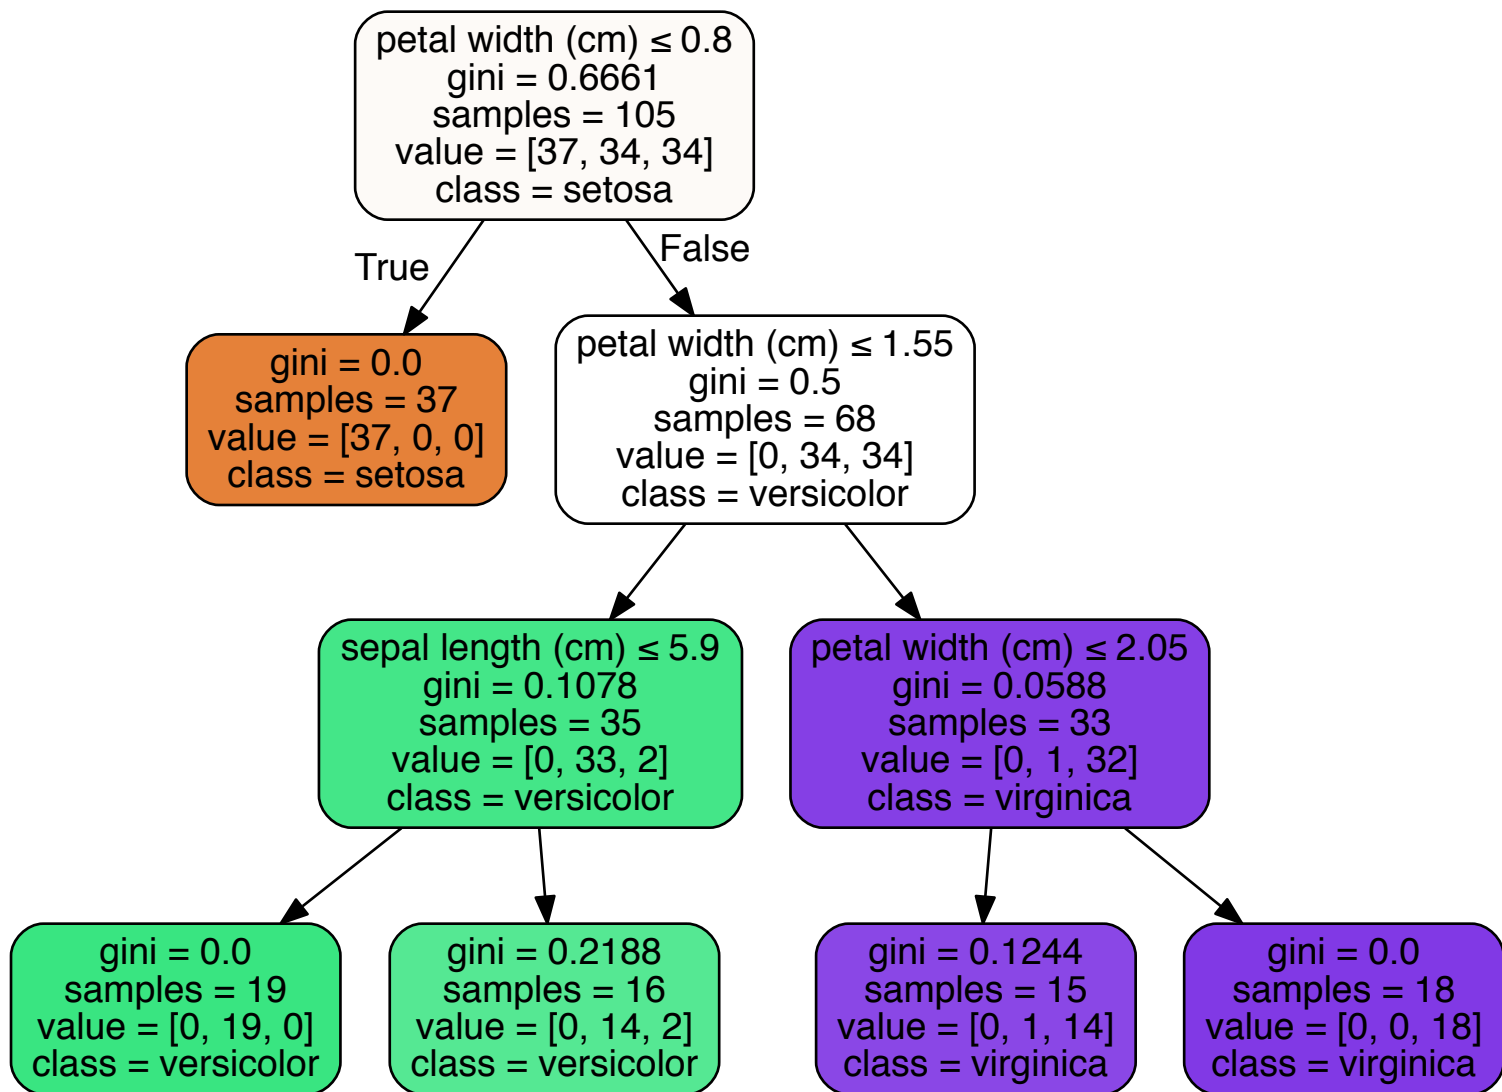 petal width (cm) ≤ 0.8
gini = 0.6661
samples = 105
value = [37, 34, 34]
class = setosa
True
False
gini = 0.0
samples = 37
value = [37, 0, 0]
class = setosa
petal width (cm) ≤ 1.55
gini = 0.5
samples = 68
value = [0, 34, 34]
class = versicolor
sepal length (cm) ≤ 5.9
gini = 0.1078
samples = 35
value = [0, 33, 2]
class = versicolor
petal width (cm) ≤ 2.05
gini = 0.0588
samples = 33
value = [0, 1, 32]
class = virginica
gini = 0.0
samples = 19
value = [0, 19, 0]
class = versicolor
gini = 0.2188
samples = 16
value = [0, 14, 2]
class = versicolor
gini = 0.1244
samples = 15
value = [0, 1, 14]
class = virginica
gini = 0.0
samples = 18
value = [0, 0, 18]
class = virginica